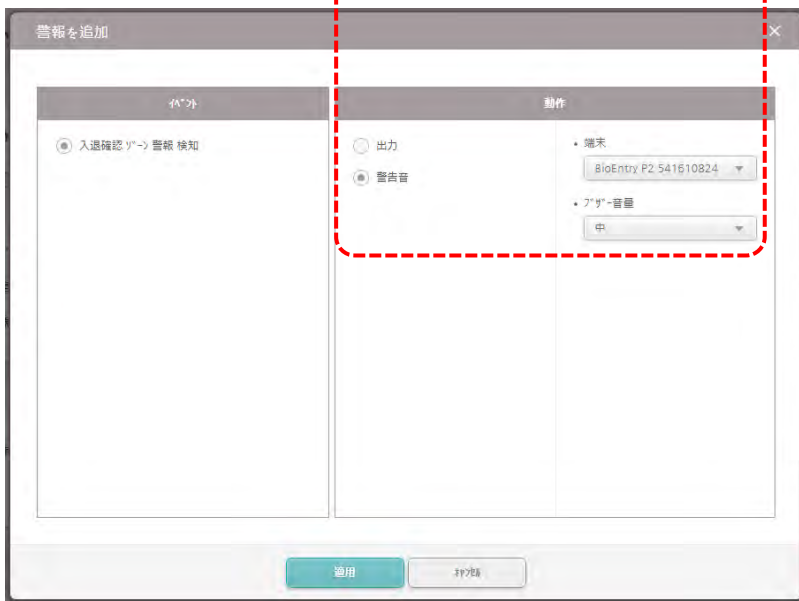 警報を追加
ｲﾍﾞﾝﾄ
動作
入退確認 ｿﾞｰﾝ 警報 検知
出力
警告音
・ 端末
BioEntry P2 541610824
・ ﾌﾞｻﾞｰ音量
中
適用
ｷｬﾝｾﾙ